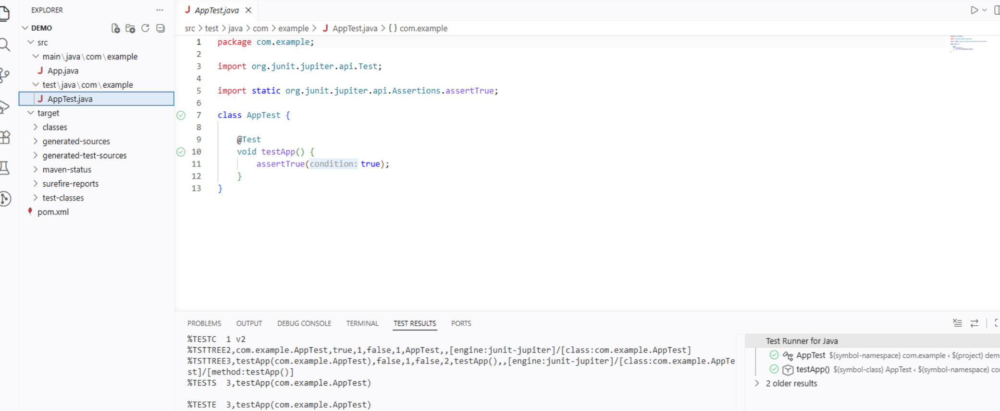 EXPLORER
DEMO
src
main\java\com\example
J App.java
test\java\com\example
J AppTest.java
target
classes
generated-sources
generated-test-sources
maven-status
surefire-reports
test-classes
pom.xml
J AppTest.java
src > test > java > com > example > J AppTest.java > {} com.example
1 package com.example;
2
3 import org.junit.jupiter.api.Test;
4
5 import static org.junit.jupiter.api.Assertions.assertTrue;
6
7 class AppTest {
8
9 @Test
10 void testApp() {
11 assertTrue(condition: true);
12 }
13 }
PROBLEMS OUTPUT DEBUG CONSOLE TERMINAL TEST RESULTS PORTS
%TESTC 1 v2
%TSTTREE2,com.example.AppTest,true,1,false,1,AppTest,,[engine:junit-jupiter]/[class:com.example.AppTest]
%TSTTREE3,testApp(com.example.AppTest),false,1,false,2,testApp(),,[engine:junit-jupiter]/[class:com.example.AppTe
st]/[method:testApp()]
%TESTS 3,testApp(com.example.AppTest)
%TESTE 3,testApp(com.example.AppTest)
Test Runner for Java
AppTest $(symbol-namespace) com.example ‹ $(project) dem
testApp() $(symbol-class) AppTest ‹ $(symbol-namespace) co
2 older results